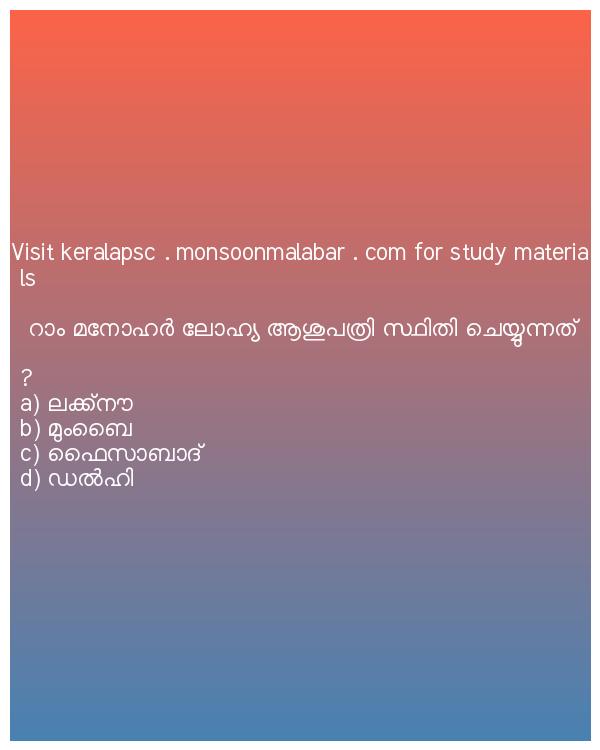 Visit keralapsc . monsoonmalabar . com for study materia
ls
റാം മനോഹർ ലോഹ്യ ആശുപത്രി സ്ഥിതി ചെയ്യുന്നത്
?
a) ലക്ക്നൗ
b) മുംബൈ
c) ഫൈസാബാദ്
d) ഡൽഹി